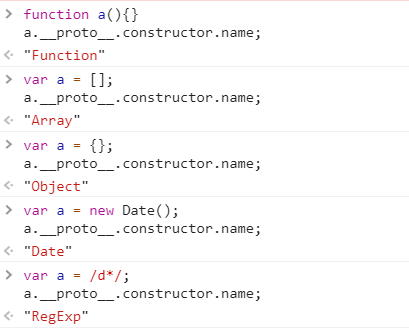 > function a(){}
a.__proto__.constructor.name;
<· "Function"
> var a = [];
a.__proto__.constructor.name;
<· "Array"
> var a = {};
a.__proto__.constructor.name;
<· "Object"
> var a = new Date();
a.__proto__.constructor.name;
<· "Date"
> var a = /d*/;
a.__proto__.constructor.name;
<· "RegExp"